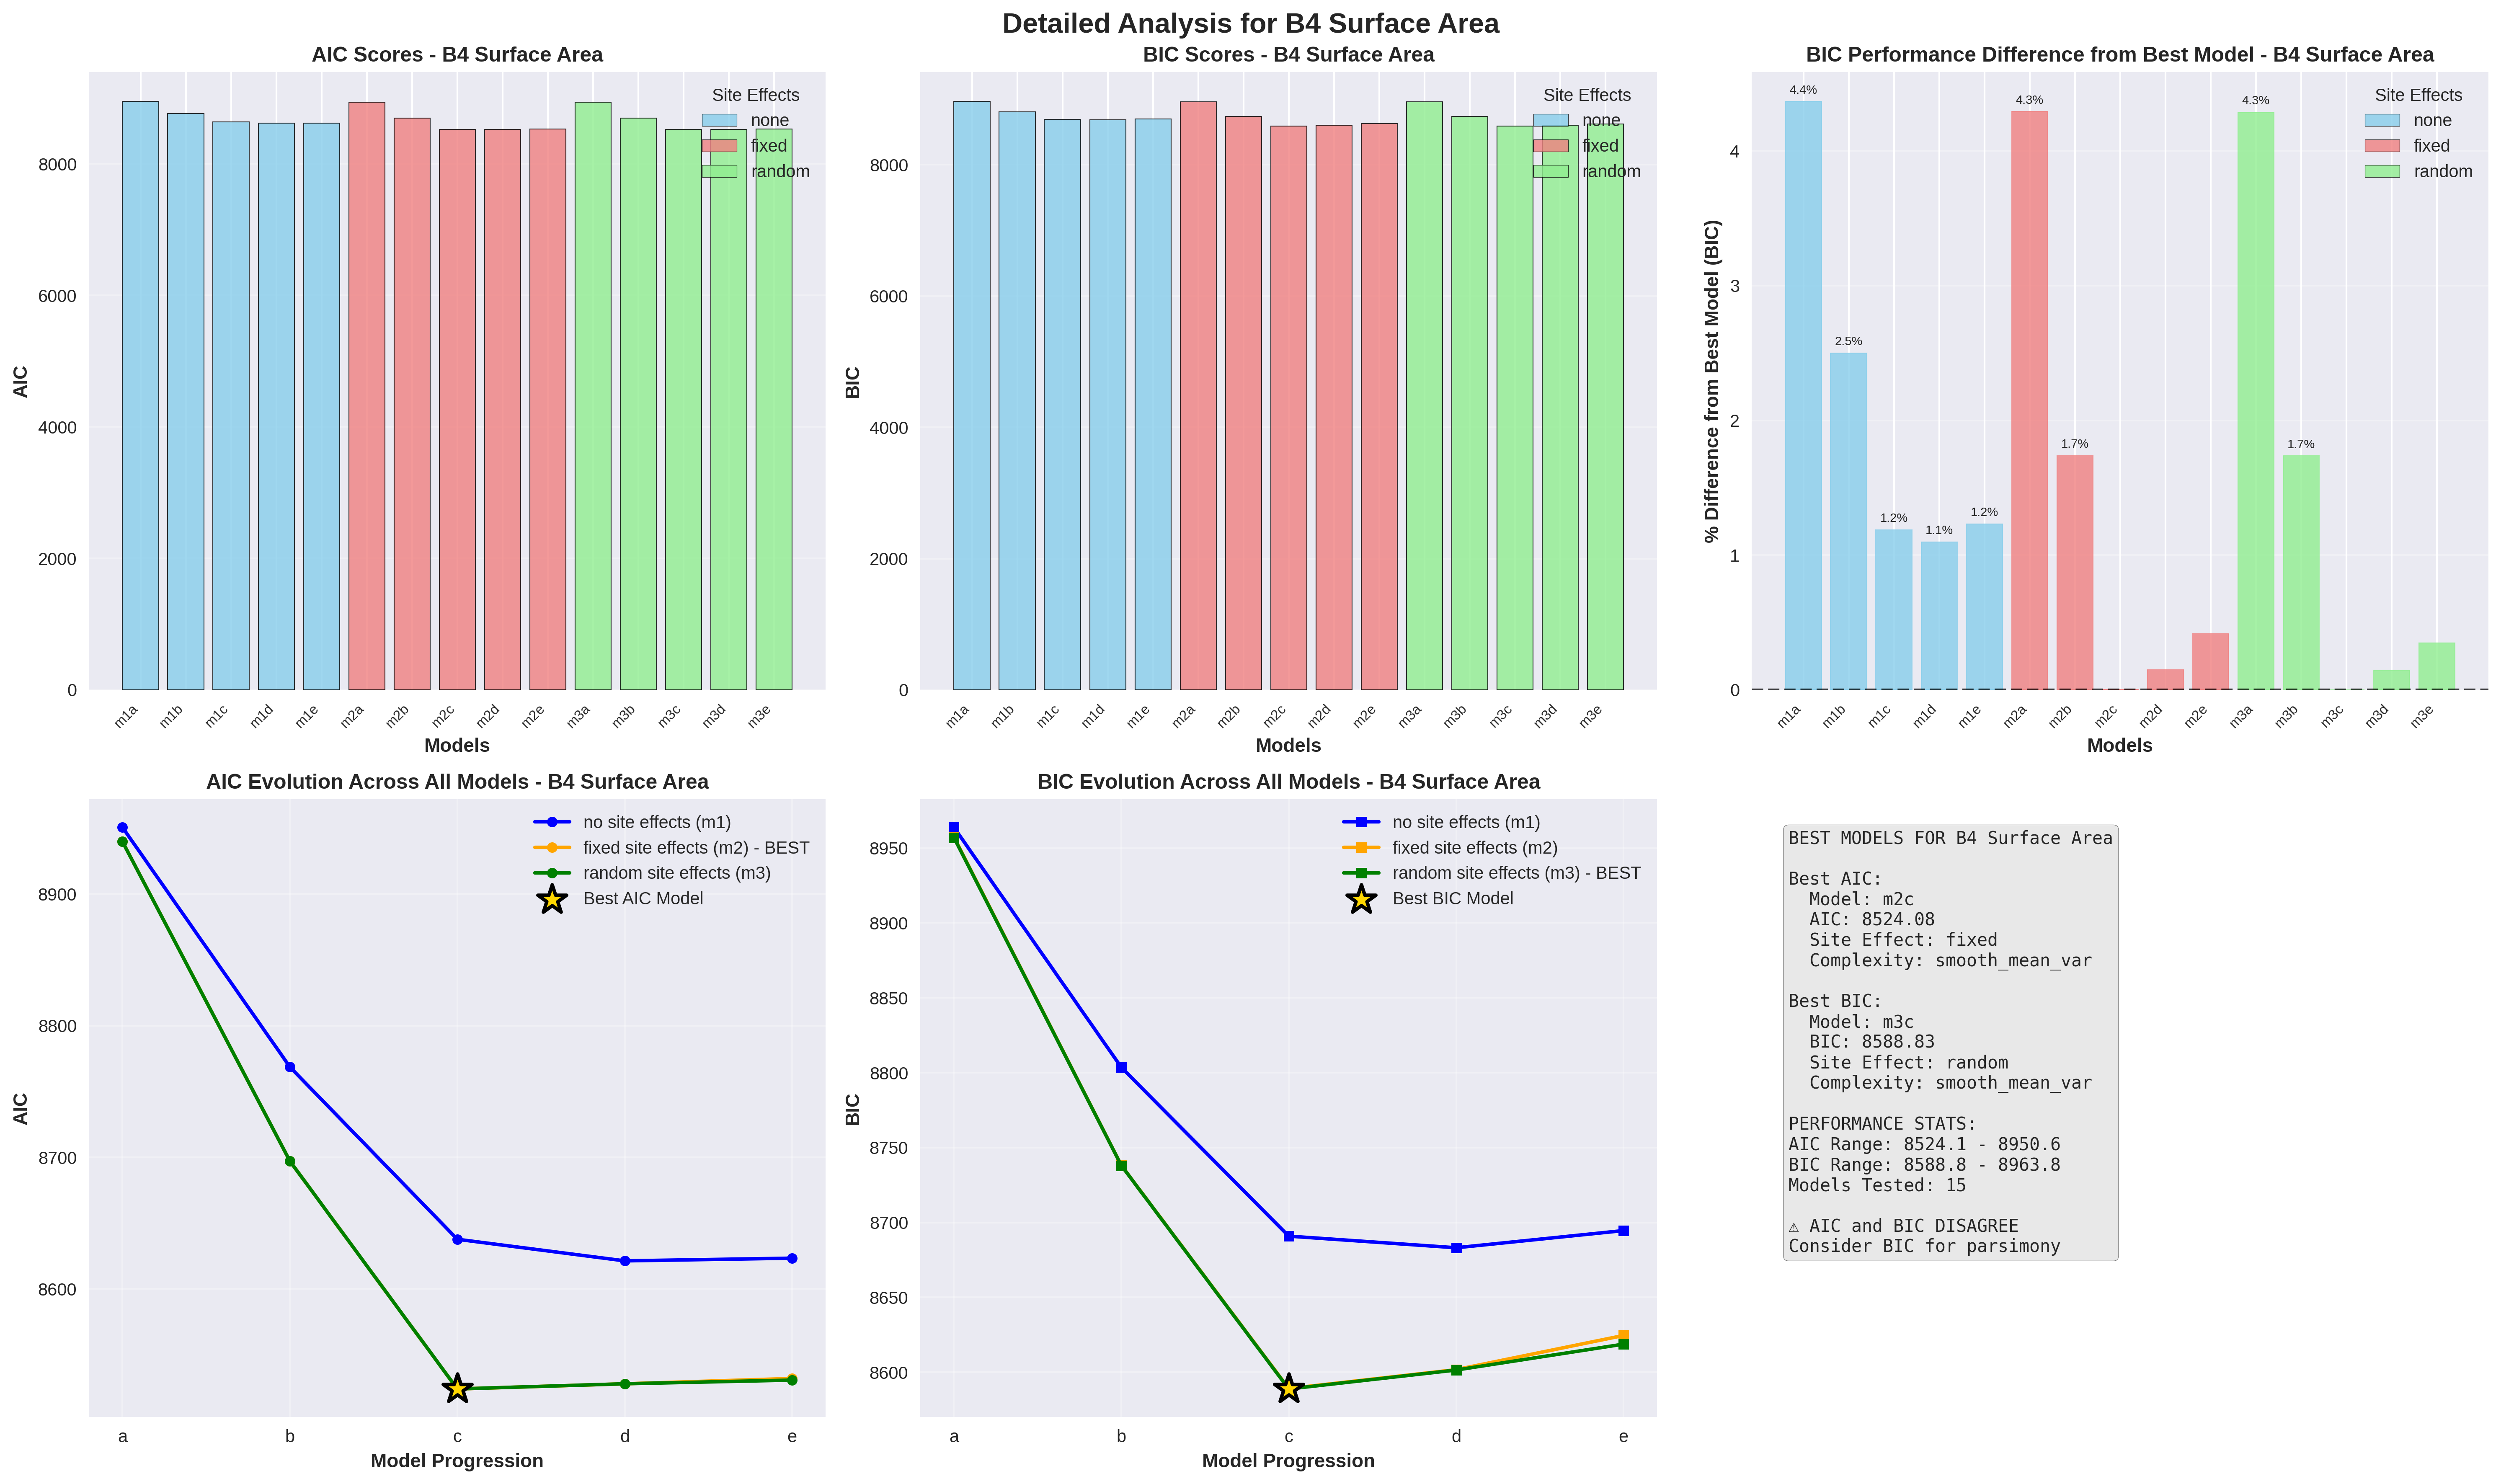 Detailed Analysis for B4 Surface Area
AIC Scores - B4 Surface Area
AIC
8000
6000
4000
2000
0
Site Effects
none
fixed
random
m1a
m1b
m1c
m1d
m1e
m2a
m2b
m2c
m2d
m2e
m3a
m3b
m3c
m3d
m3e
Models
BIC Scores - B4 Surface Area
BIC
8000
6000
4000
2000
0
Site Effects
none
fixed
random
m1a
m1b
m1c
m1d
m1e
m2a
m2b
m2c
m2d
m2e
m3a
m3b
m3c
m3d
m3e
Models
BIC Performance Difference from Best Model - B4 Surface Area
% Difference from Best Model (BIC)
4
3
2
1
0
4.4%
2.5%
1.2%
1.1%
1.2%
4.3%
1.7%
4.3%
1.7%
Site Effects
none
fixed
random
m1a
m1b
m1c
m1d
m1e
m2a
m2b
m2c
m2d
m2e
m3a
m3b
m3c
m3d
m3e
Models
AIC Evolution Across All Models - B4 Surface Area
AIC
8900
8800
8700
8600
no site effects (m1)
fixed site effects (m2) - BEST
random site effects (m3)
Best AIC Model
a
b
c
d
e
Model Progression
BIC Evolution Across All Models - B4 Surface Area
BIC
8950
8900
8850
8800
8750
8700
8650
8600
no site effects (m1)
fixed site effects (m2)
random site effects (m3) - BEST
Best BIC Model
a
b
c
d
e
Model Progression
BEST MODELS FOR B4 Surface Area
Best AIC:
Model: m2c
AIC: 8524.08
Site Effect: fixed
Complexity: smooth_mean_var
Best BIC:
Model: m3c
BIC: 8588.83
Site Effect: random
Complexity: smooth_mean_var
PERFORMANCE STATS:
AIC Range: 8524.1 - 8950.6
BIC Range: 8588.8 - 8963.8
Models Tested: 15
⚠ AIC and BIC DISAGREE
Consider BIC for parsimony